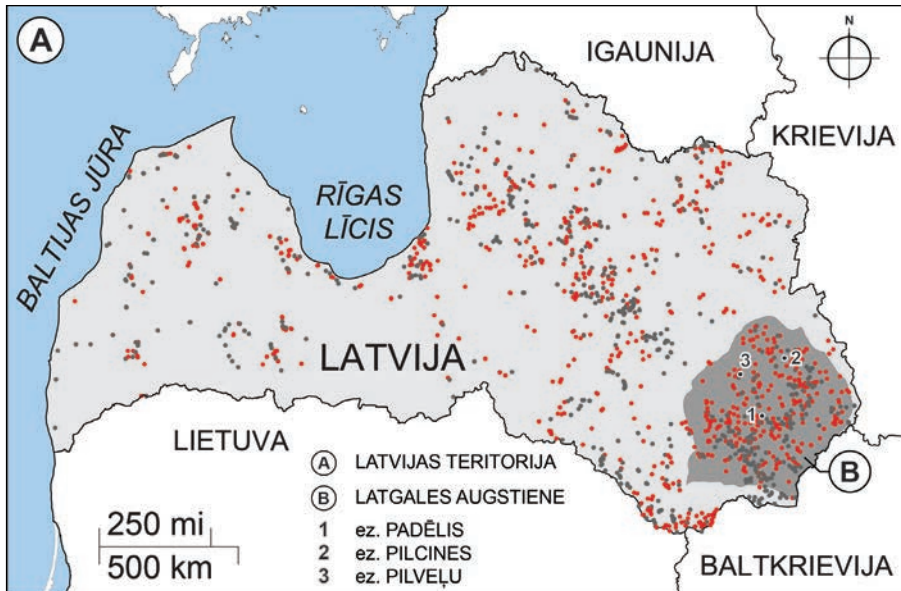 A
IGAUNIJA
N
KRIEVIJA
BALTIJAS JŪRA
RĪGAS
LĪCIS
LATVIJA
3
2
1
LIETUVA
B
A LATVIJAS TERITORIJA
B LATGALES AUGSTIENE
1 ez. PADĒLIS
2 ez. PILCINES
3 ez. PILVEĻU
250 mi
500 km
BALTKRIEVIJA